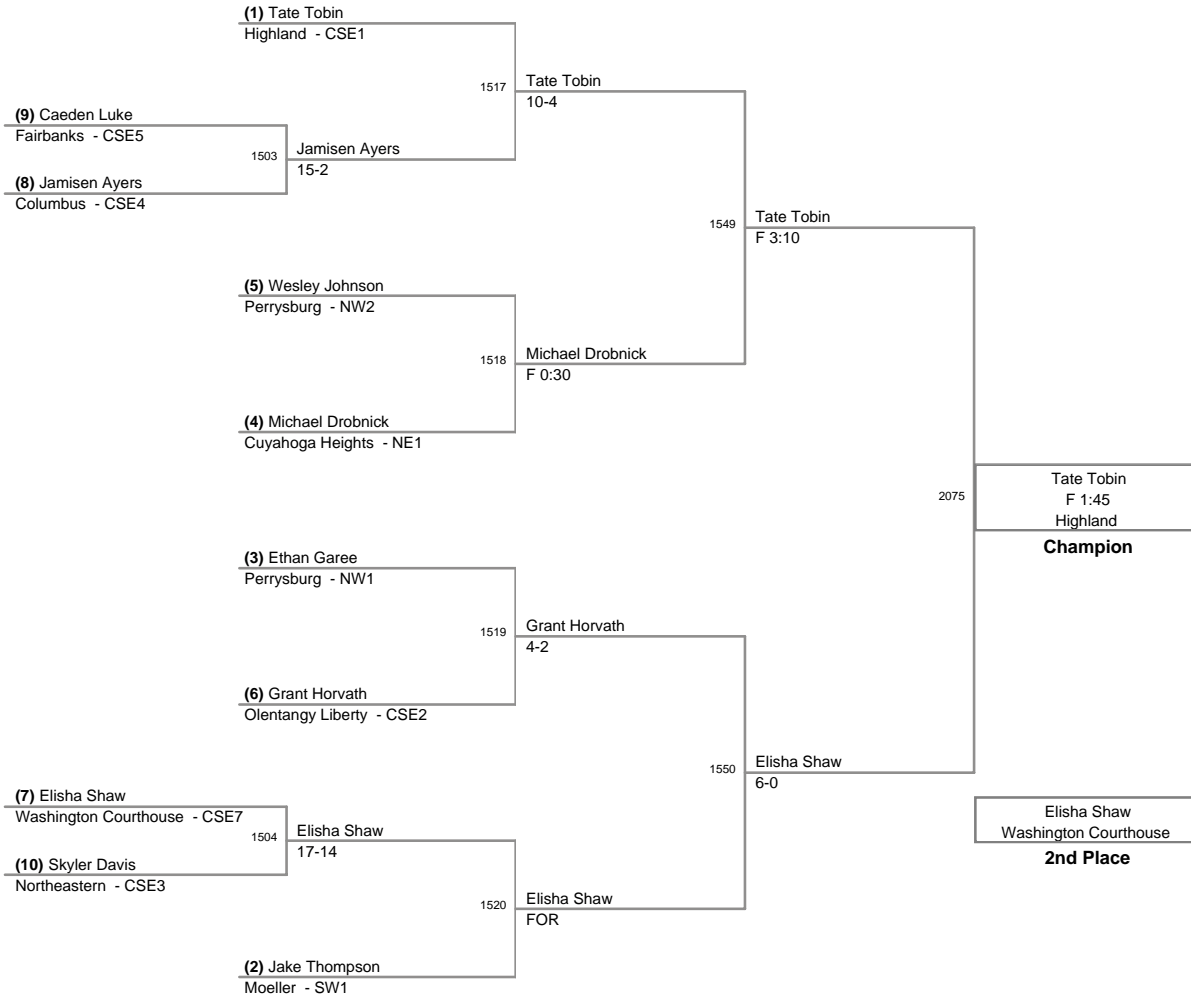 (1) Tate Tobin
Highland - CSE1
1517
Tate Tobin
10-4
(9) Caeden Luke
Fairbanks - CSE5
1503
Jamisen Ayers
15-2
(8) Jamisen Ayers
Columbus - CSE4
1549
Tate Tobin
F 3:10
(5) Wesley Johnson
Perrysburg - NW2
1518
Michael Drobnick
F 0:30
(4) Michael Drobnick
Cuyahoga Heights - NE1
2075
Tate Tobin
F 1:45
Highland
Champion
(3) Ethan Garee
Perrysburg - NW1
1519
Grant Horvath
4-2
(6) Grant Horvath
Olentangy Liberty - CSE2
1550
Elisha Shaw
6-0
(7) Elisha Shaw
Washington Courthouse - CSE7
1504
Elisha Shaw
17-14
(10) Skyler Davis
Northeastern - CSE3
1520
Elisha Shaw
FOR
(2) Jake Thompson
Moeller - SW1
Elisha Shaw
Washington Courthouse
2nd Place